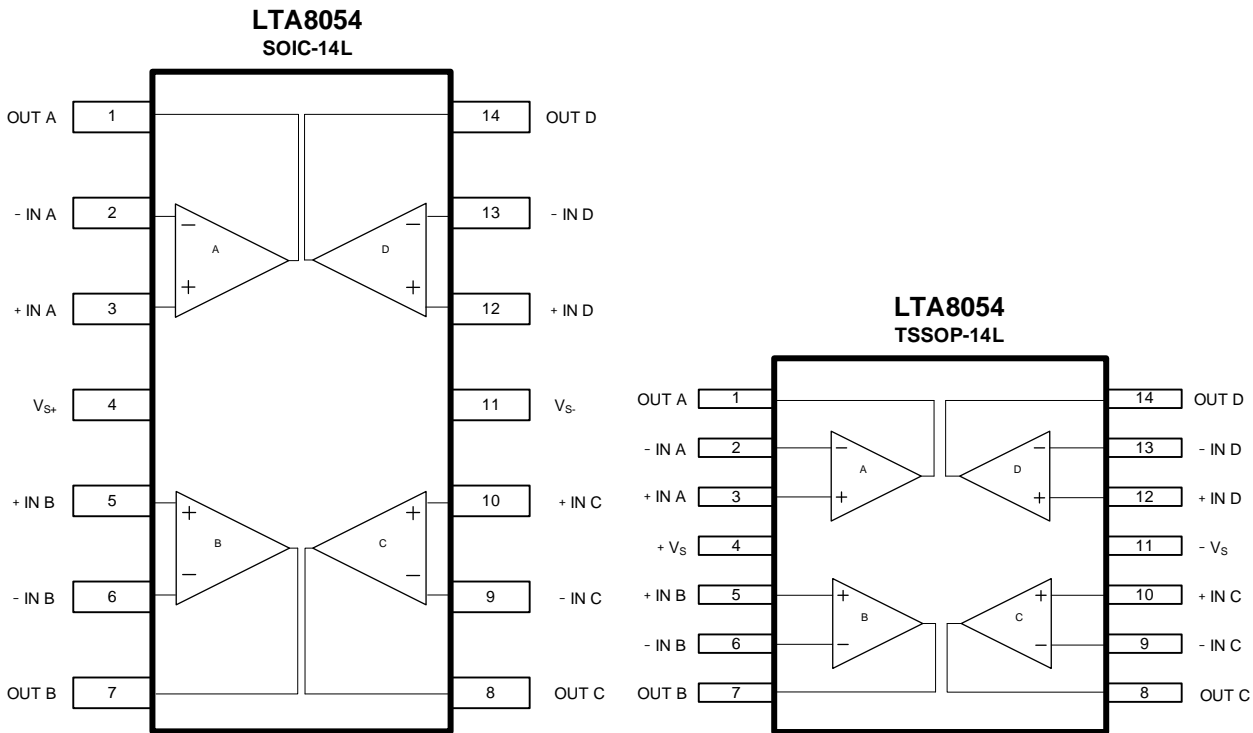 LTA8054
SOIC-14L
OUT A 1 14 OUT D
- IN A 2 13 - IN D
- + A D - +
+ IN A 3 12 + IN D
VS+ 4 11 VS-
+ IN B 5 10 + IN C
+ - B C + -
- IN B 6 9 - IN C
OUT B 7 8 OUT C
LTA8054
TSSOP-14L
OUT A 1 14 OUT D
- IN A 2 13 - IN D
- + A D - +
+ IN A 3 12 + IN D
+ VS 4 11 - VS
+ IN B 5 10 + IN C
+ - B C + -
- IN B 6 9 - IN C
OUT B 7 8 OUT C